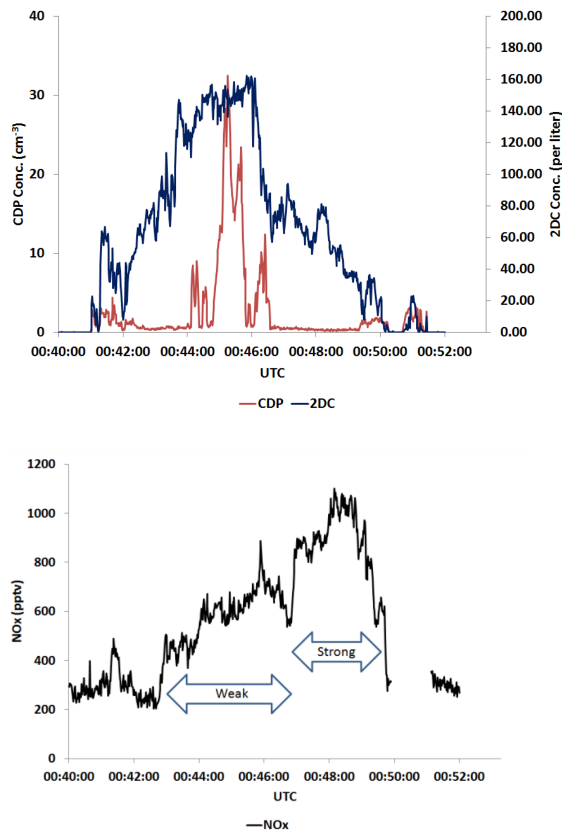 40
200.00
180.00
30
160.00
140.00
120.00
20
100.00
80.00
10
60.00
40.00
20.00
0
0.00
CDP Conc. (cm-3)
2DC Conc. (per liter)
00:40:00 00:42:00 00:44:00 00:46:00 00:48:00 00:50:00 00:52:00
UTC
CDP 2DC
1200
1000
800
600
400
200
0
NOx (pptv)
Strong
Weak
00:40:00 00:42:00 00:44:00 00:46:00 00:48:00 00:50:00 00:52:00
UTC
NOx